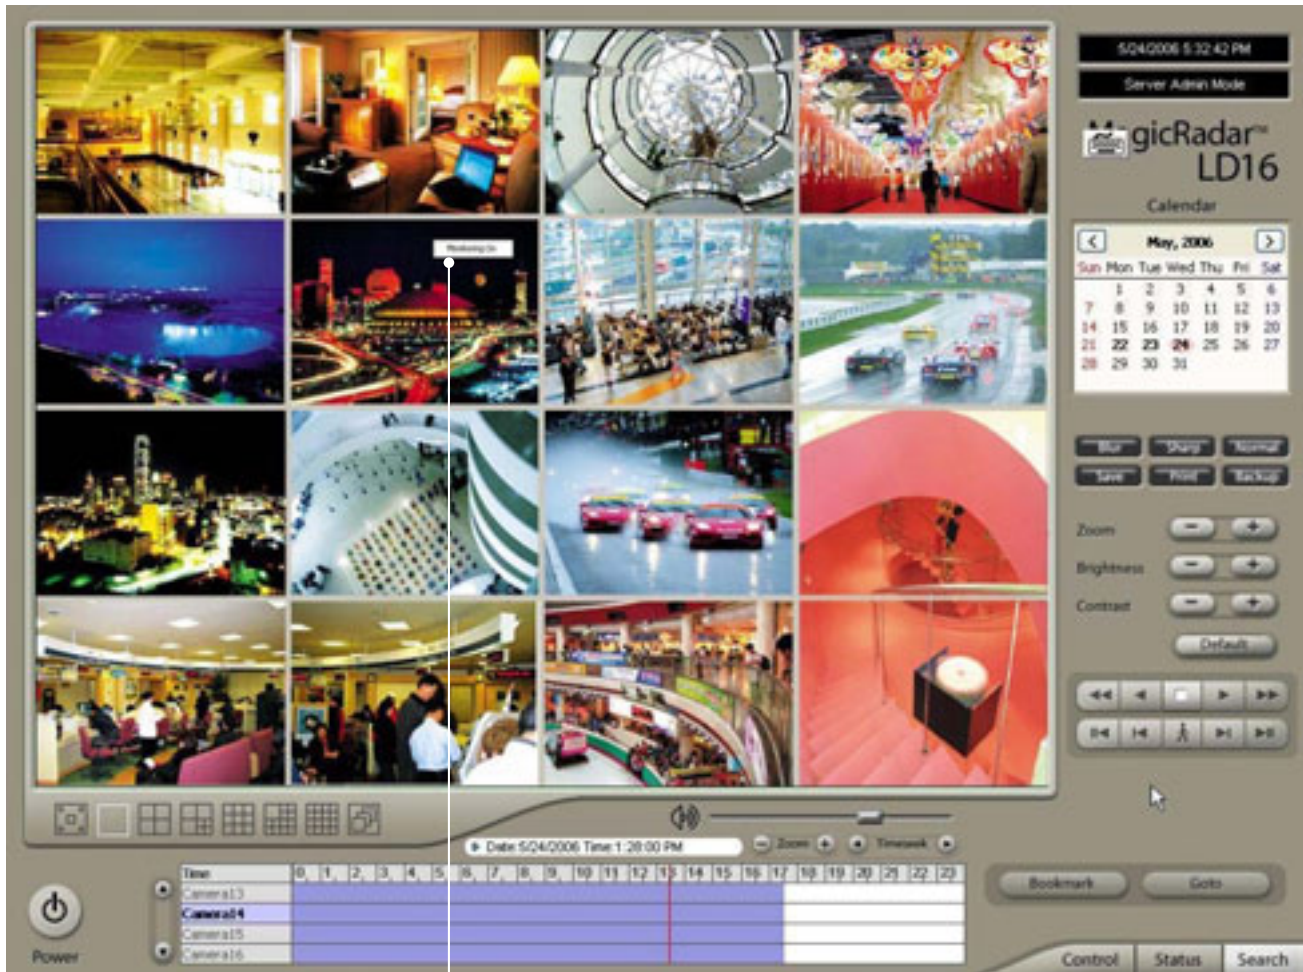 5/24/2006 5:32:42 PM
Server Admin Mode
MagicRadar™
LD16
Calendar
May, 2006
Sun Mon Tue Wed Thu Fri Sat
1 2 3 4 5 6
7 8 9 10 11 12 13
14 15 16 17 18 19 20
21 22 23 24 25 26 27
28 29 30 31
Monitoring On
Blur Sharp Normal
Save Print Backup
Zoom
Brightness
Contrast
Default
Date:5/24/2006 Time:1:28:00 PM
Zoom
Timeseek
Time 0, 1, 2, 3, 4, 5, 6, 7, 8, 9, 10 11 12 13 14 15 16 17 18 19 20 21 22 23
Camera13
Camera14
Camera15
Camera16
Bookmark Goto
Power
Control Status Search